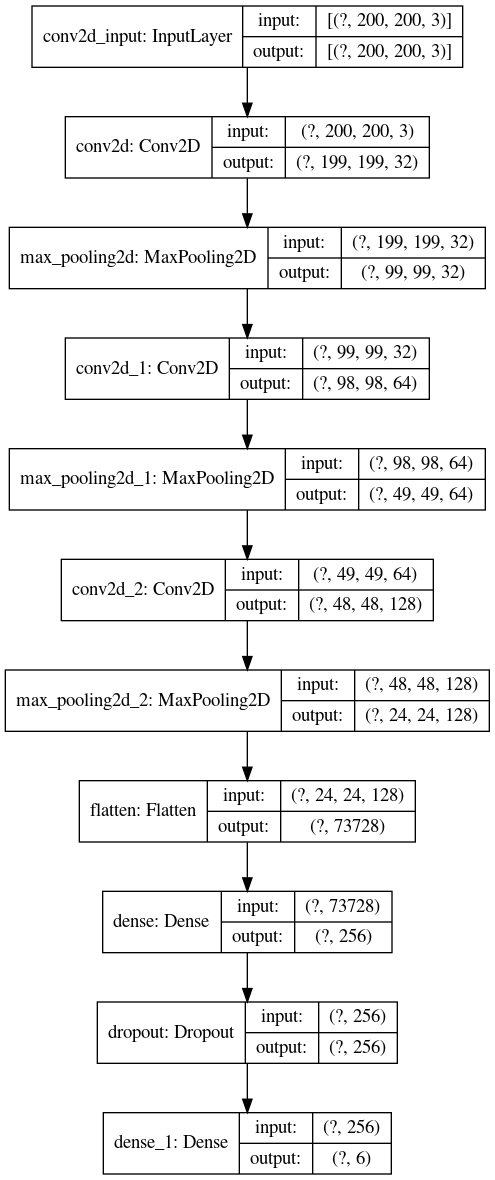 conv2d_input: InputLayer
input: [(?, 200, 200, 3)]
output: [(?, 200, 200, 3)]
conv2d: Conv2D
input: (?, 200, 200, 3)
output: (?, 199, 199, 32)
max_pooling2d: MaxPooling2D
input: (?, 199, 199, 32)
output: (?, 99, 99, 32)
conv2d_1: Conv2D
input: (?, 99, 99, 32)
output: (?, 98, 98, 64)
max_pooling2d_1: MaxPooling2D
input: (?, 98, 98, 64)
output: (?, 49, 49, 64)
conv2d_2: Conv2D
input: (?, 49, 49, 64)
output: (?, 48, 48, 128)
max_pooling2d_2: MaxPooling2D
input: (?, 48, 48, 128)
output: (?, 24, 24, 128)
flatten: Flatten
input: (?, 24, 24, 128)
output: (?, 73728)
dense: Dense
input: (?, 73728)
output: (?, 256)
dropout: Dropout
input: (?, 256)
output: (?, 256)
dense_1: Dense
input: (?, 256)
output: (?, 6)